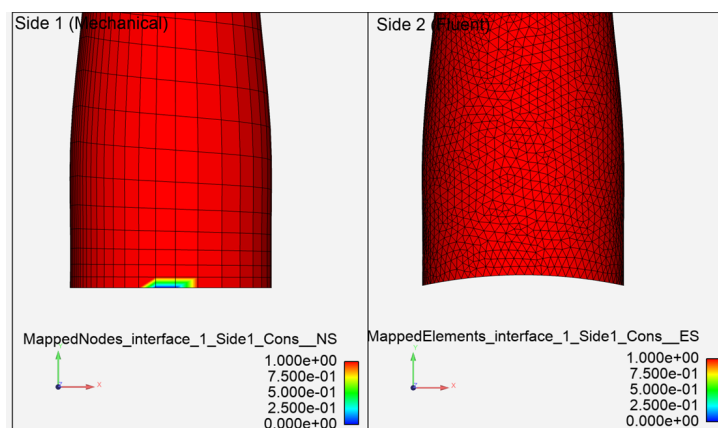 Side 1 (Mechanical)
Side 2 (Fluent)
MappedNodes_interface_1_Side1_Cons__NS
1.000e+00
7.500e-01
5.000e-01
2.500e-01
0.000e+00
X
MappedElements_interface_1_Side1_Cons__ES
1.000e+00
7.500e-01
5.000e-01
2.500e-01
0.000e+00
X